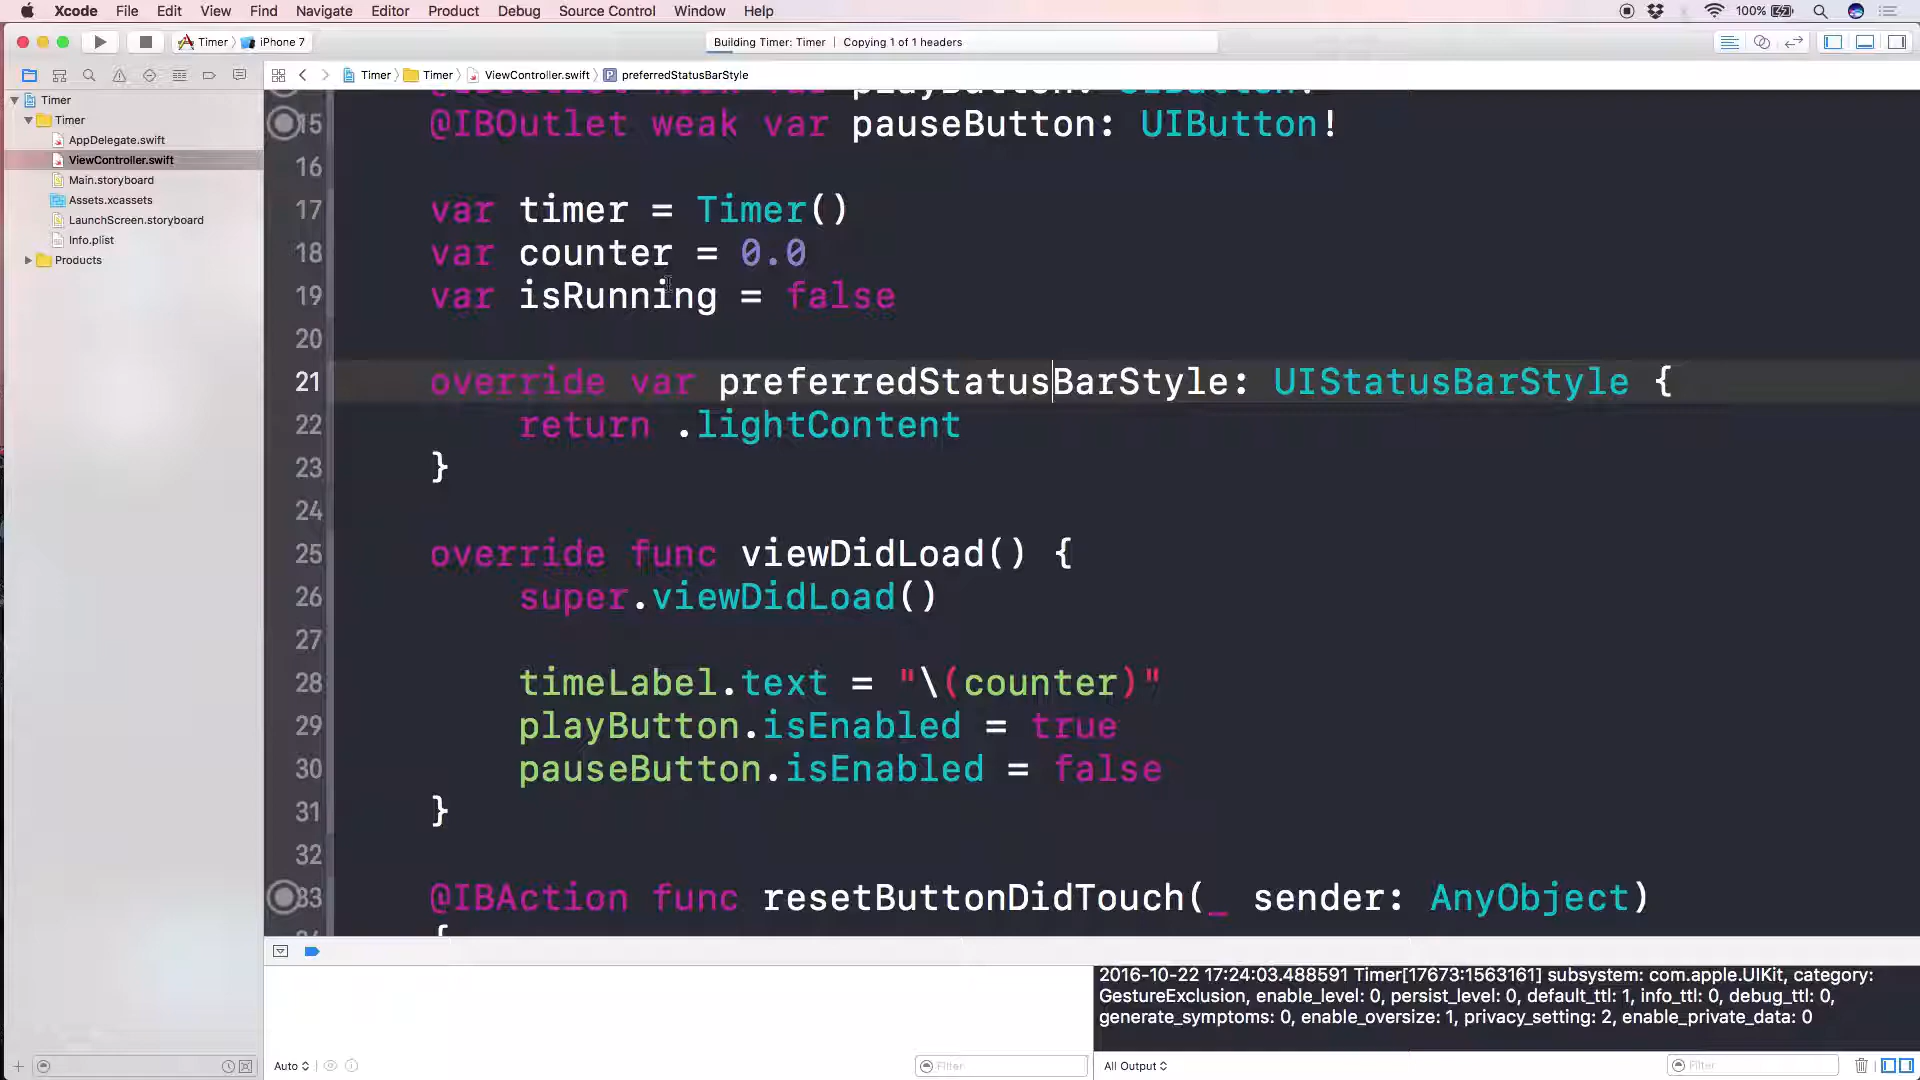 Xcode File Edit View Find Navigate Editor Product Debug Source Control Window Help 100%
Timer iPhone 7 Building Timer: Timer | Copying 1 of 1 headers
Timer Timer ViewController.swift preferredStatusBarStyle
Timer
Timer
AppDelegate.swift
ViewController.swift
Main.storyboard
Assets.xcassets
LaunchScreen.storyboard
Info.plist
Products
@IBOutlet weak var playButton: UIButton!
15 @IBOutlet weak var pauseButton: UIButton!
16
17 var timer = Timer()
18 var counter = 0.0
19 var isRunning = false
20
21 override var preferredStatusBarStyle: UIStatusBarStyle {
22 return .lightContent
23 }
24
25 override func viewDidLoad() {
26 super.viewDidLoad()
27
28 timeLabel.text = "\(counter)"
29 playButton.isEnabled = true
30 pauseButton.isEnabled = false
31 }
32
33 @IBAction func resetButtonDidTouch(_ sender: AnyObject)
{
2016-10-22 17:24:03.488591 Timer[17673:1563161] subsystem: com.apple.UIKit, category:
GestureExclusion, enable_level: 0, persist_level: 0, default_ttl: 1, info_ttl: 0, debug_ttl: 0,
generate_symptoms: 0, enable_oversize: 1, privacy_setting: 2, enable_private_data: 0
Auto Filter All Output Filter